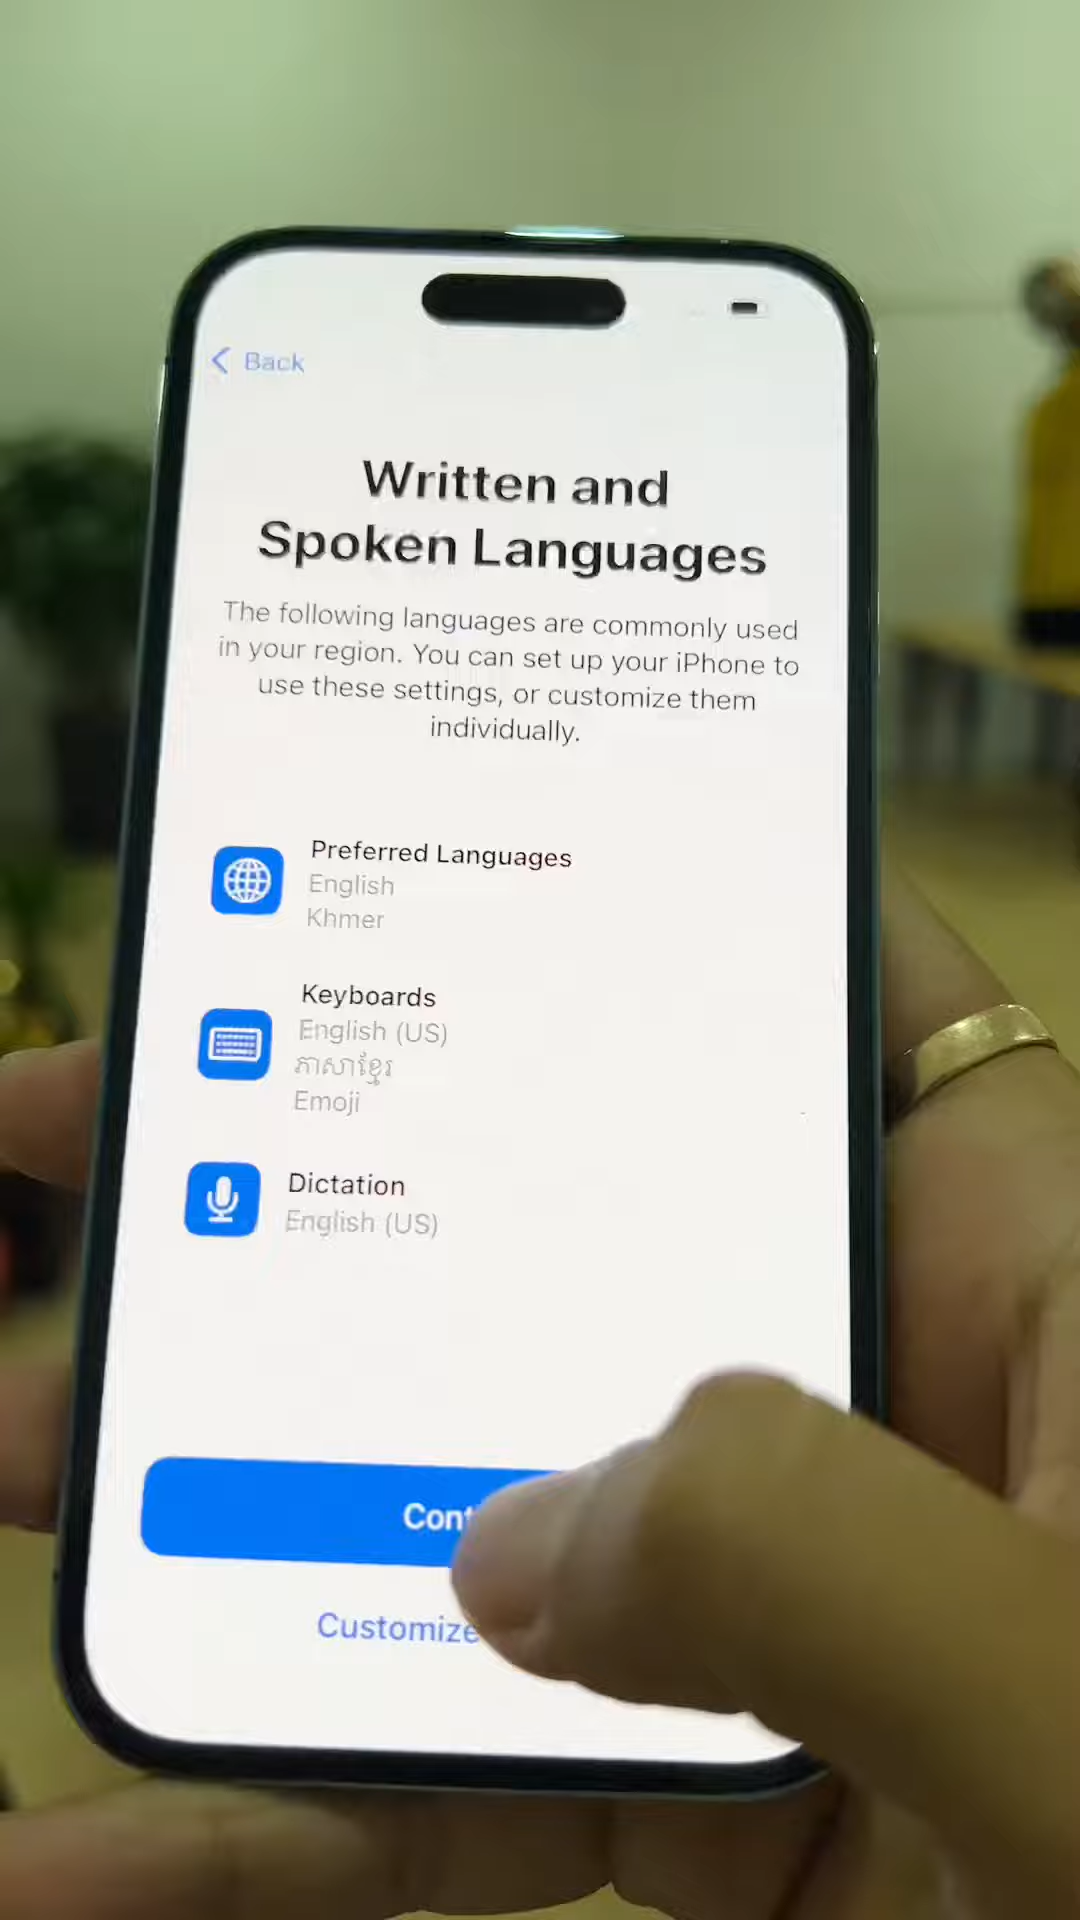 Back
Written and
Spoken Languages
The following languages are commonly used
in your region. You can set up your iPhone to
use these settings, or customize them
individually.
Preferred Languages
English
Khmer
Keyboards
English (US)
ភាសាខ្មែរ
Emoji
Dictation
English (US)
Cont
Customize